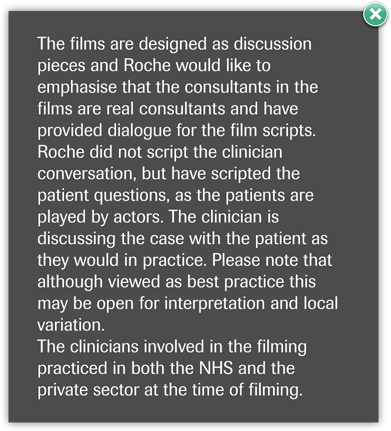 The films are designed as discussion
pieces and Roche would like to
emphasise that the consultants in the
films are real consultants and have
provided dialogue for the film scripts.
Roche did not script the clinician
conversation, but have scripted the
patient questions, as the patients are
played by actors. The clinician is
discussing the case with the patient as
they would in practice. Please note that
although viewed as best practice this
may be open for interpretation and local
variation.
The clinicians involved in the filming
practiced in both the NHS and the
private sector at the time of filming.